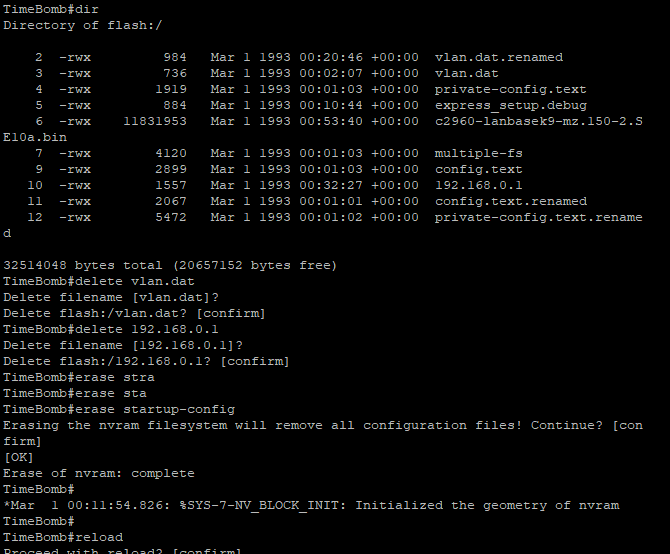 TimeBomb#dir
Directory of flash:/
2 -rwx 984 Mar 1 1993 00:20:46 +00:00 vlan.dat.renamed
3 -rwx 736 Mar 1 1993 00:02:07 +00:00 vlan.dat
4 -rwx 1919 Mar 1 1993 00:01:03 +00:00 private-config.text
5 -rwx 884 Mar 1 1993 00:10:44 +00:00 express_setup.debug
6 -rwx 11831953 Mar 1 1993 00:53:40 +00:00 c2960-lanbasek9-mz.150-2.S
E10a.bin
7 -rwx 4120 Mar 1 1993 00:01:03 +00:00 multiple-fs
9 -rwx 2899 Mar 1 1993 00:01:03 +00:00 config.text
10 -rwx 1557 Mar 1 1993 00:32:27 +00:00 192.168.0.1
11 -rwx 2067 Mar 1 1993 00:01:01 +00:00 config.text.renamed
12 -rwx 5472 Mar 1 1993 00:01:02 +00:00 private-config.text.rename
d
32514048 bytes total (20657152 bytes free)
TimeBomb#delete vlan.dat
Delete filename [vlan.dat]?
Delete flash:/vlan.dat? [confirm]
TimeBomb#delete 192.168.0.1
Delete filename [192.168.0.1]?
Delete flash:/192.168.0.1? [confirm]
TimeBomb#erase stra
TimeBomb#erase sta
TimeBomb#erase startup-config
Erasing the nvram filesystem will remove all configuration files! Continue? [con
firm]
[OK]
Erase of nvram: complete
TimeBomb#
*Mar  1 00:11:54.826: %SYS-7-NV_BLOCK_INIT: Initialized the geometry of nvram
TimeBomb#
TimeBomb#reload
Proceed with reload? [confirm]